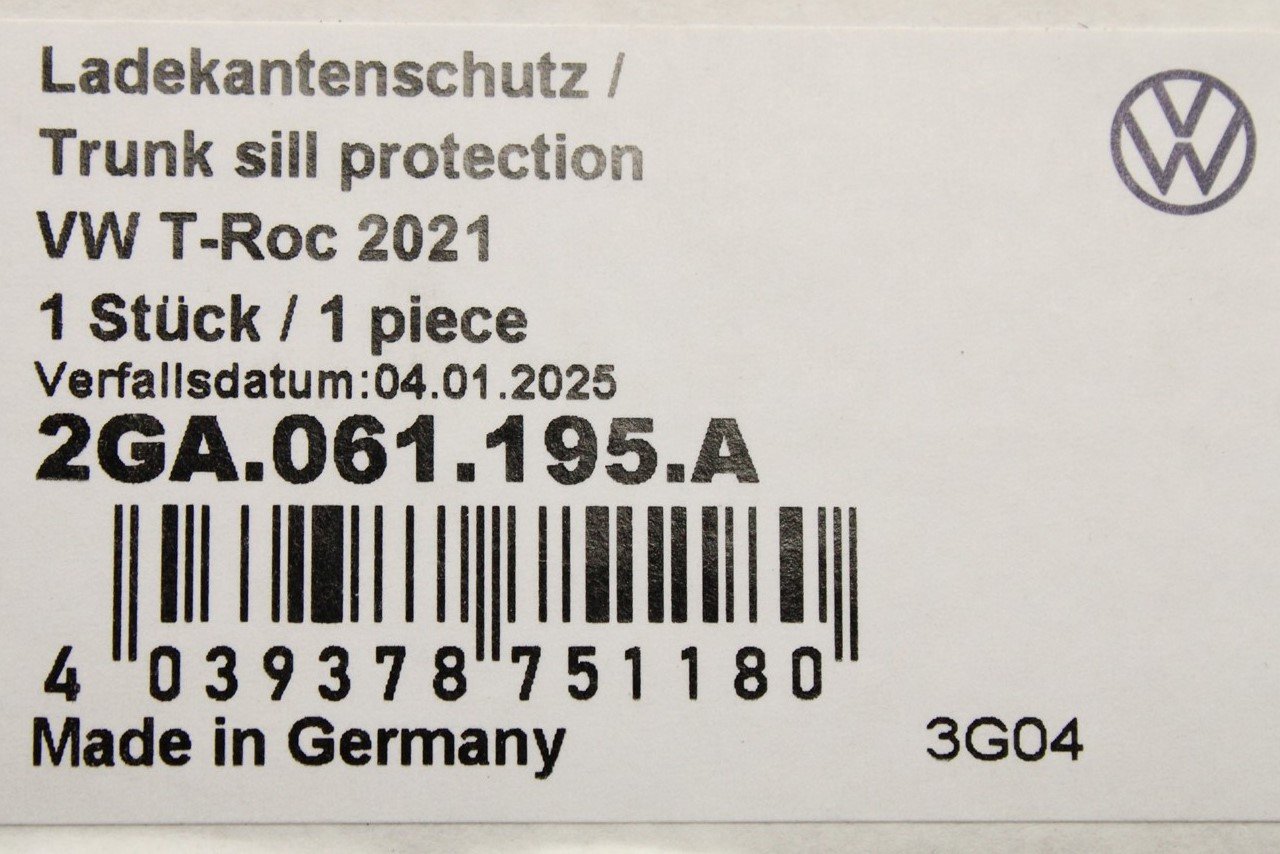 Ladekantenschutz /
Trunk sill protection
VW T-Roc 2021
1 Stück / 1 piece
Verfallsdatum:04.01.2025
2GA.061.195.A
4 039378 751180
Made in Germany
3G04